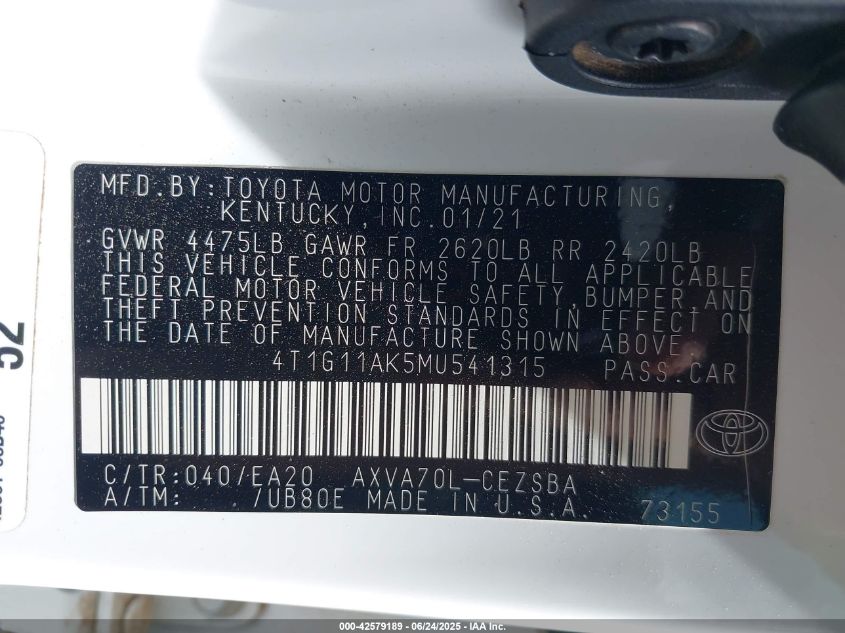 MFD.BY:TOYOTA MOTOR MANUFACTURING,
KENTUCKY,INC.01/21
GVWR 4475LB GAWR FR 2620LB RR 2420LB
THIS VEHICLE CONFORMS TO ALL APPLICABLE
FEDERAL MOTOR VEHICLE SAFETY,BUMPER,AND
THEFT PREVENTION STANDARDS IN EFFECT ON
THE DATE OF MANUFACTURE SHOWN ABOVE.
4T1G11AK5MU541315 PASS.CAR
C/TR:040/EA20 AXVA70L-CEZSBA
A/TM: /UB80E MADE IN U.S.A. 73155
52
000-42579189 - 06/24/2025 - IAA Inc.